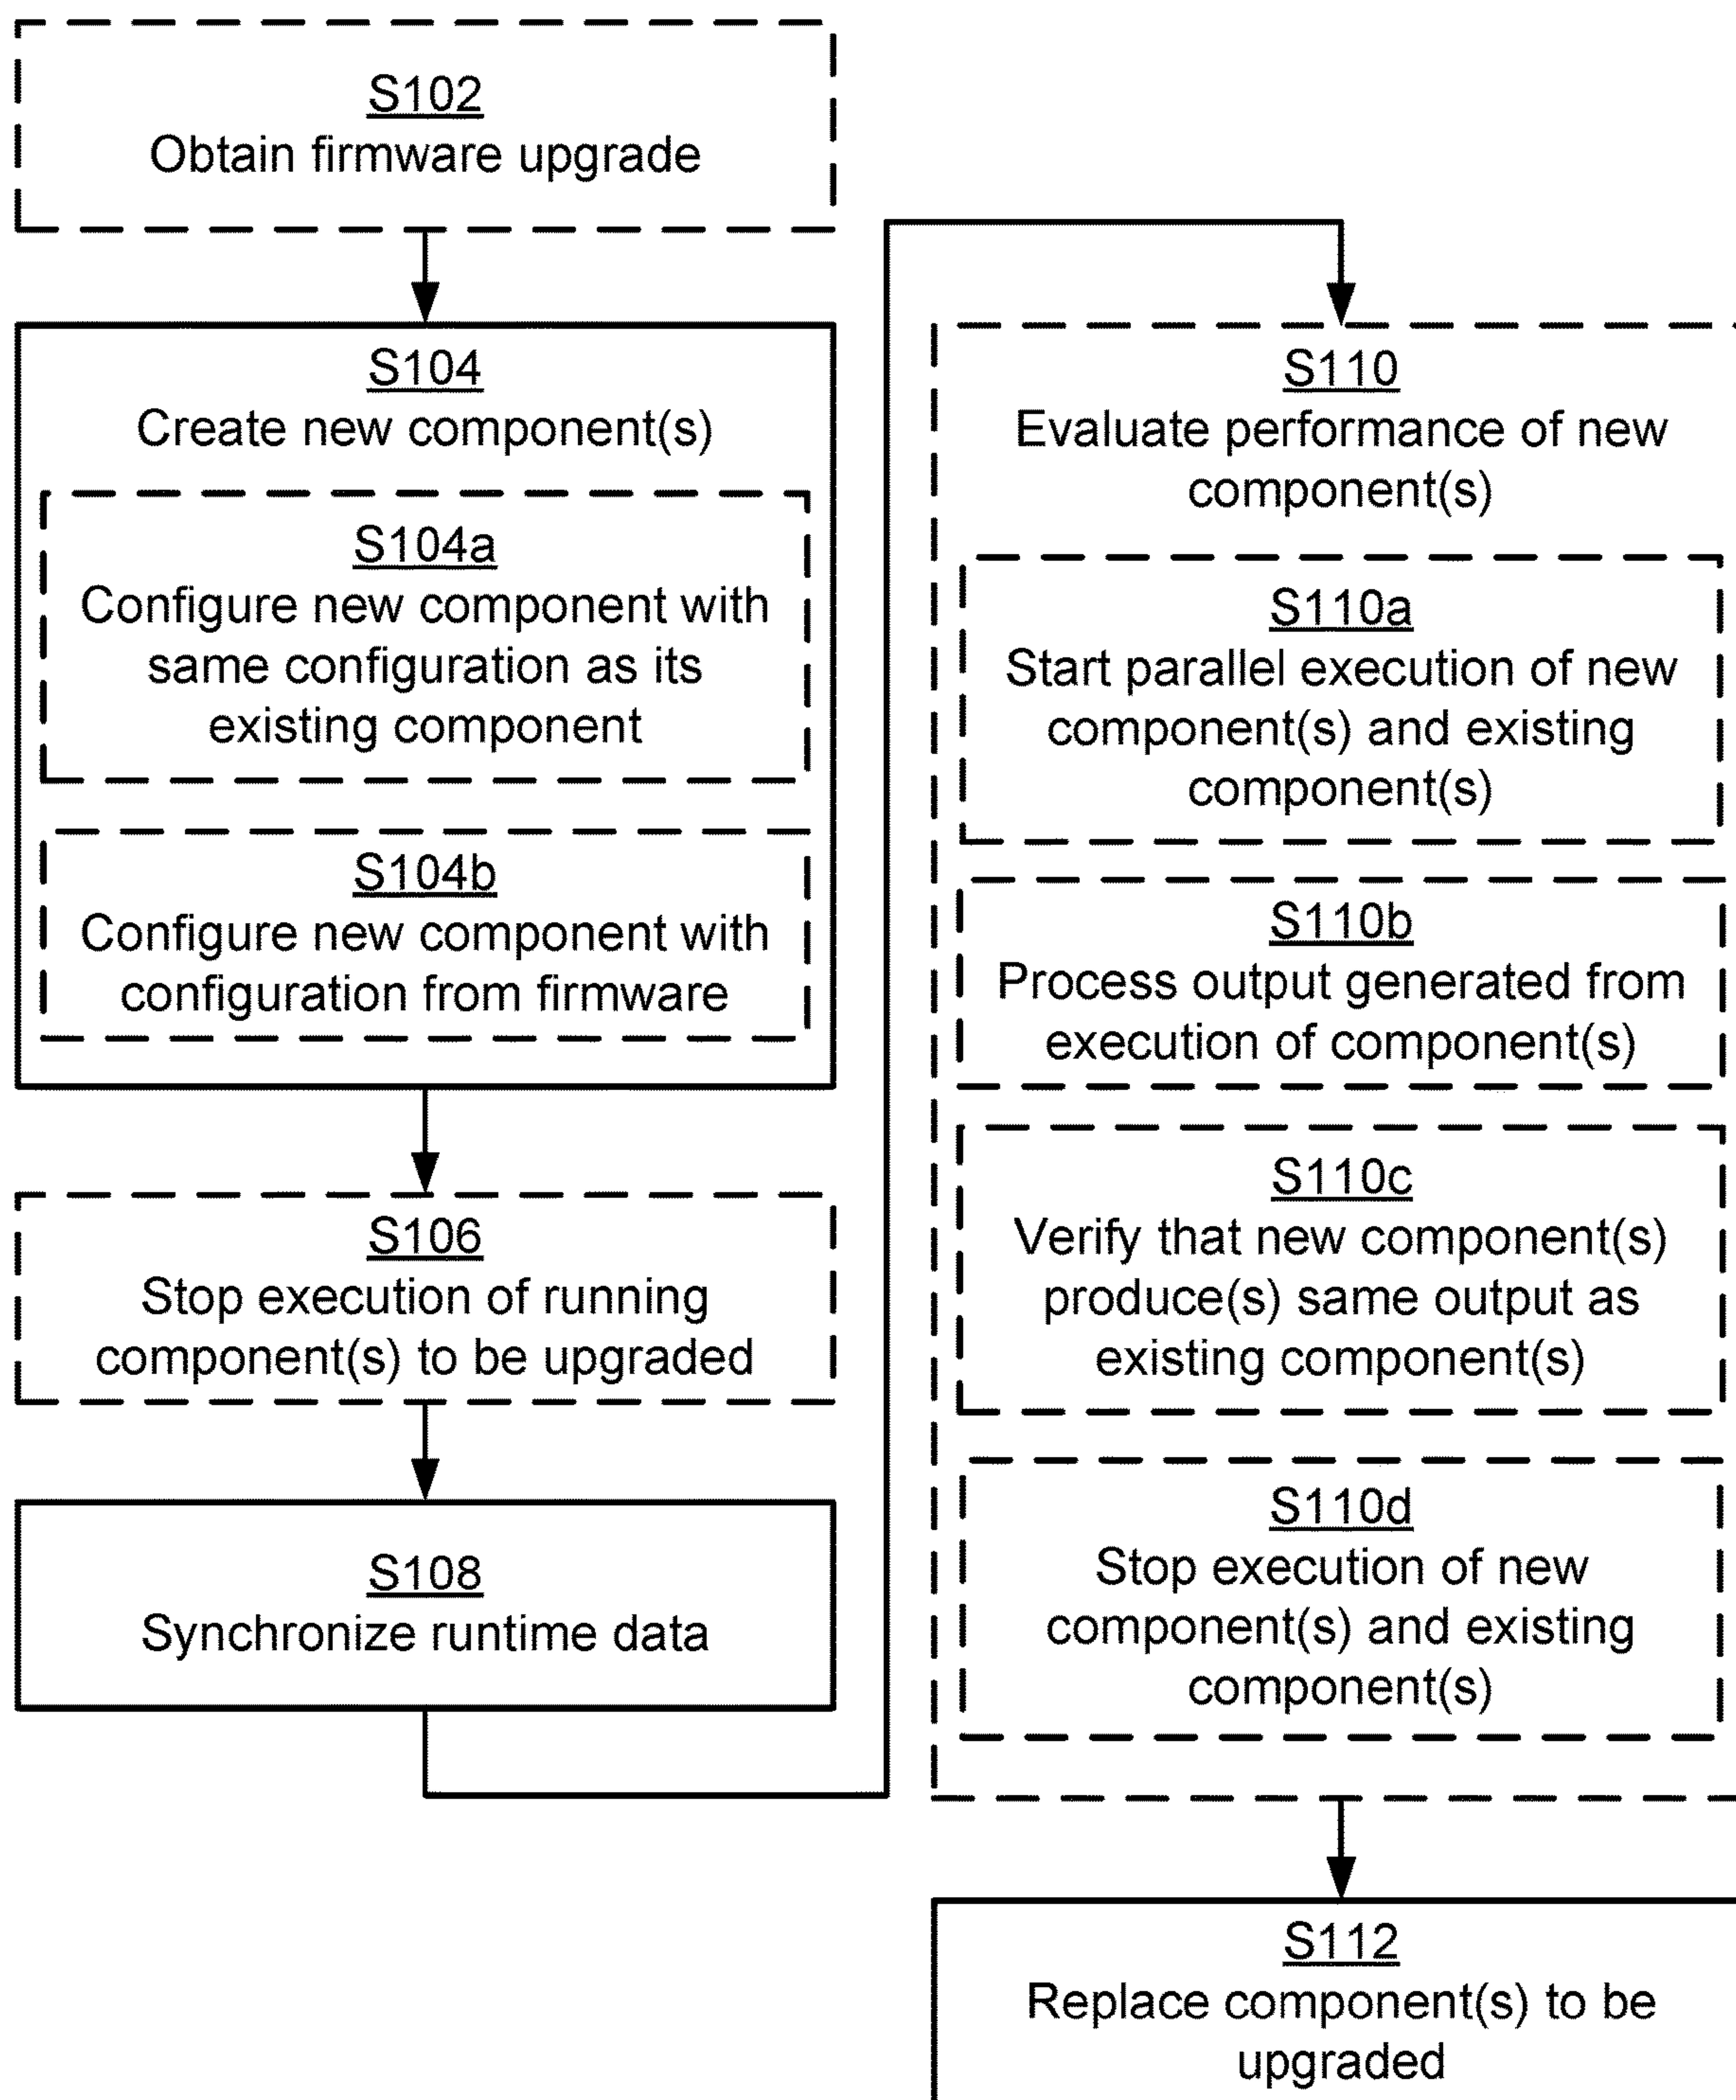 S102
Obtain firmware upgrade
S104
Create new component(s)
S104a
Configure new component with
same configuration as its
existing component
S104b
Configure new component with
configuration from firmware
S106
Stop execution of running
component(s) to be upgraded
S108
Synchronize runtime data
S110
Evaluate performance of new
component(s)
S110a
Start parallel execution of new
component(s) and existing
component(s)
S110b
Process output generated from
execution of component(s)
S110c
Verify that new component(s)
produce(s) same output as
existing component(s)
S110d
Stop execution of new
component(s) and existing
component(s)
S112
Replace component(s) to be
upgraded